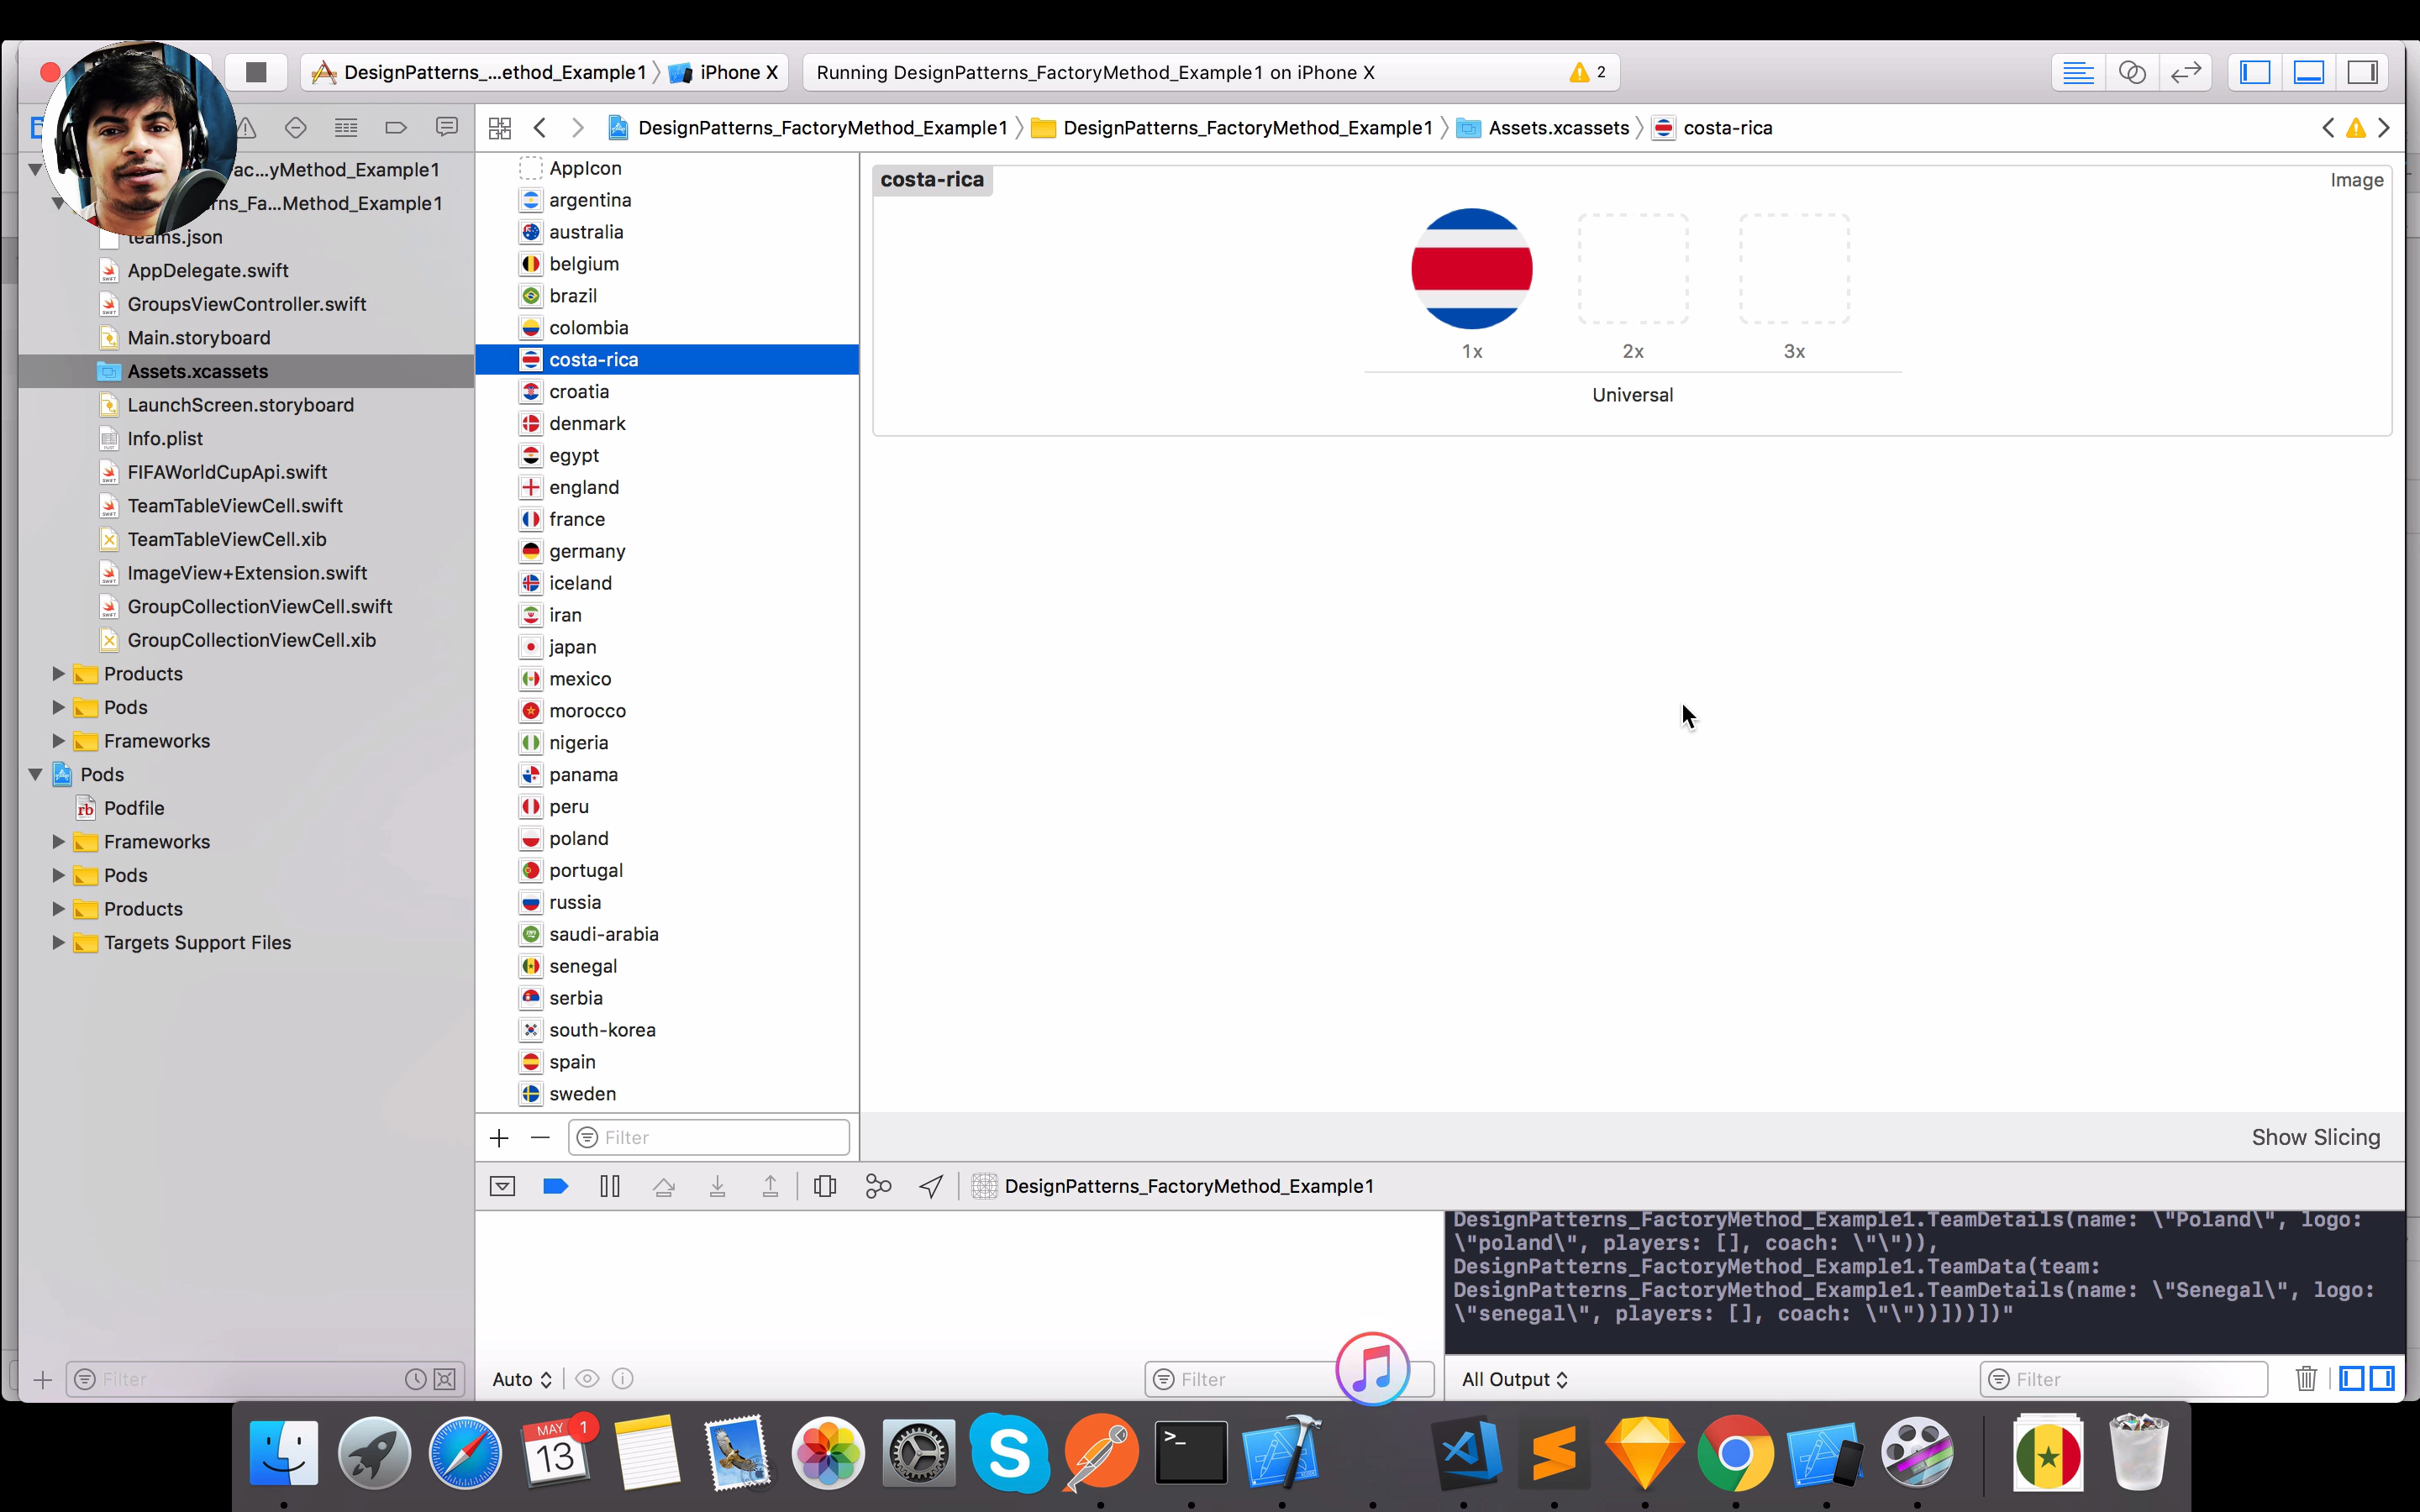 DesignPatterns_...ethod_Example1 iPhone X
Running DesignPatterns_FactoryMethod_Example1 on iPhone X 2
DesignPatterns_FactoryMethod_Example1 DesignPatterns_FactoryMethod_Example1 Assets.xcassets costa-rica
ac...yMethod_Example1
rns_Fa...Method_Example1
teams.json
AppDelegate.swift
GroupsViewController.swift
Main.storyboard
Assets.xcassets
LaunchScreen.storyboard
Info.plist
FIFAWorldCupApi.swift
TeamTableViewCell.swift
TeamTableViewCell.xib
ImageView+Extension.swift
GroupCollectionViewCell.swift
GroupCollectionViewCell.xib
Products
Pods
Frameworks
Pods
Podfile
Frameworks
Pods
Products
Targets Support Files
Filter
AppIcon
argentina
australia
belgium
brazil
colombia
costa-rica
croatia
denmark
egypt
england
france
germany
iceland
iran
japan
mexico
morocco
nigeria
panama
peru
poland
portugal
russia
saudi-arabia
senegal
serbia
south-korea
spain
sweden
Filter
costa-rica
Image
1x 2x 3x
Universal
Show Slicing
DesignPatterns_FactoryMethod_Example1
DesignPatterns_FactoryMethod_Example1.TeamDetails(name: \"Poland\", logo:
\"poland\", players: [], coach: \"\")),
DesignPatterns_FactoryMethod_Example1.TeamData(team:
DesignPatterns_FactoryMethod_Example1.TeamDetails(name: \"Senegal\", logo:
\"senegal\", players: [], coach: \"\"))]))])"
Auto
Filter
All Output
Filter
MAY 1
13
S
>_